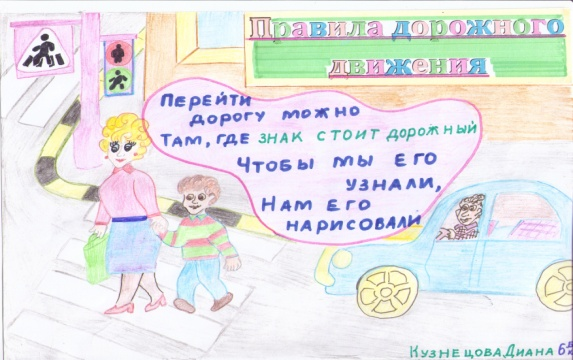 Правила дорожного
движения
ПЕРЕЙТИ
ДОРОГУ МОЖНО
ТАМ, ГДЕ ЗНАК СТОИТ ДОРОЖНЫЙ
ЧТОБЫ МЫ ЕГО
УЗНАЛИ,
НАМ ЕГО
НАРИСОВАЛИ
КУЗНЕЦОВА ДИАНА